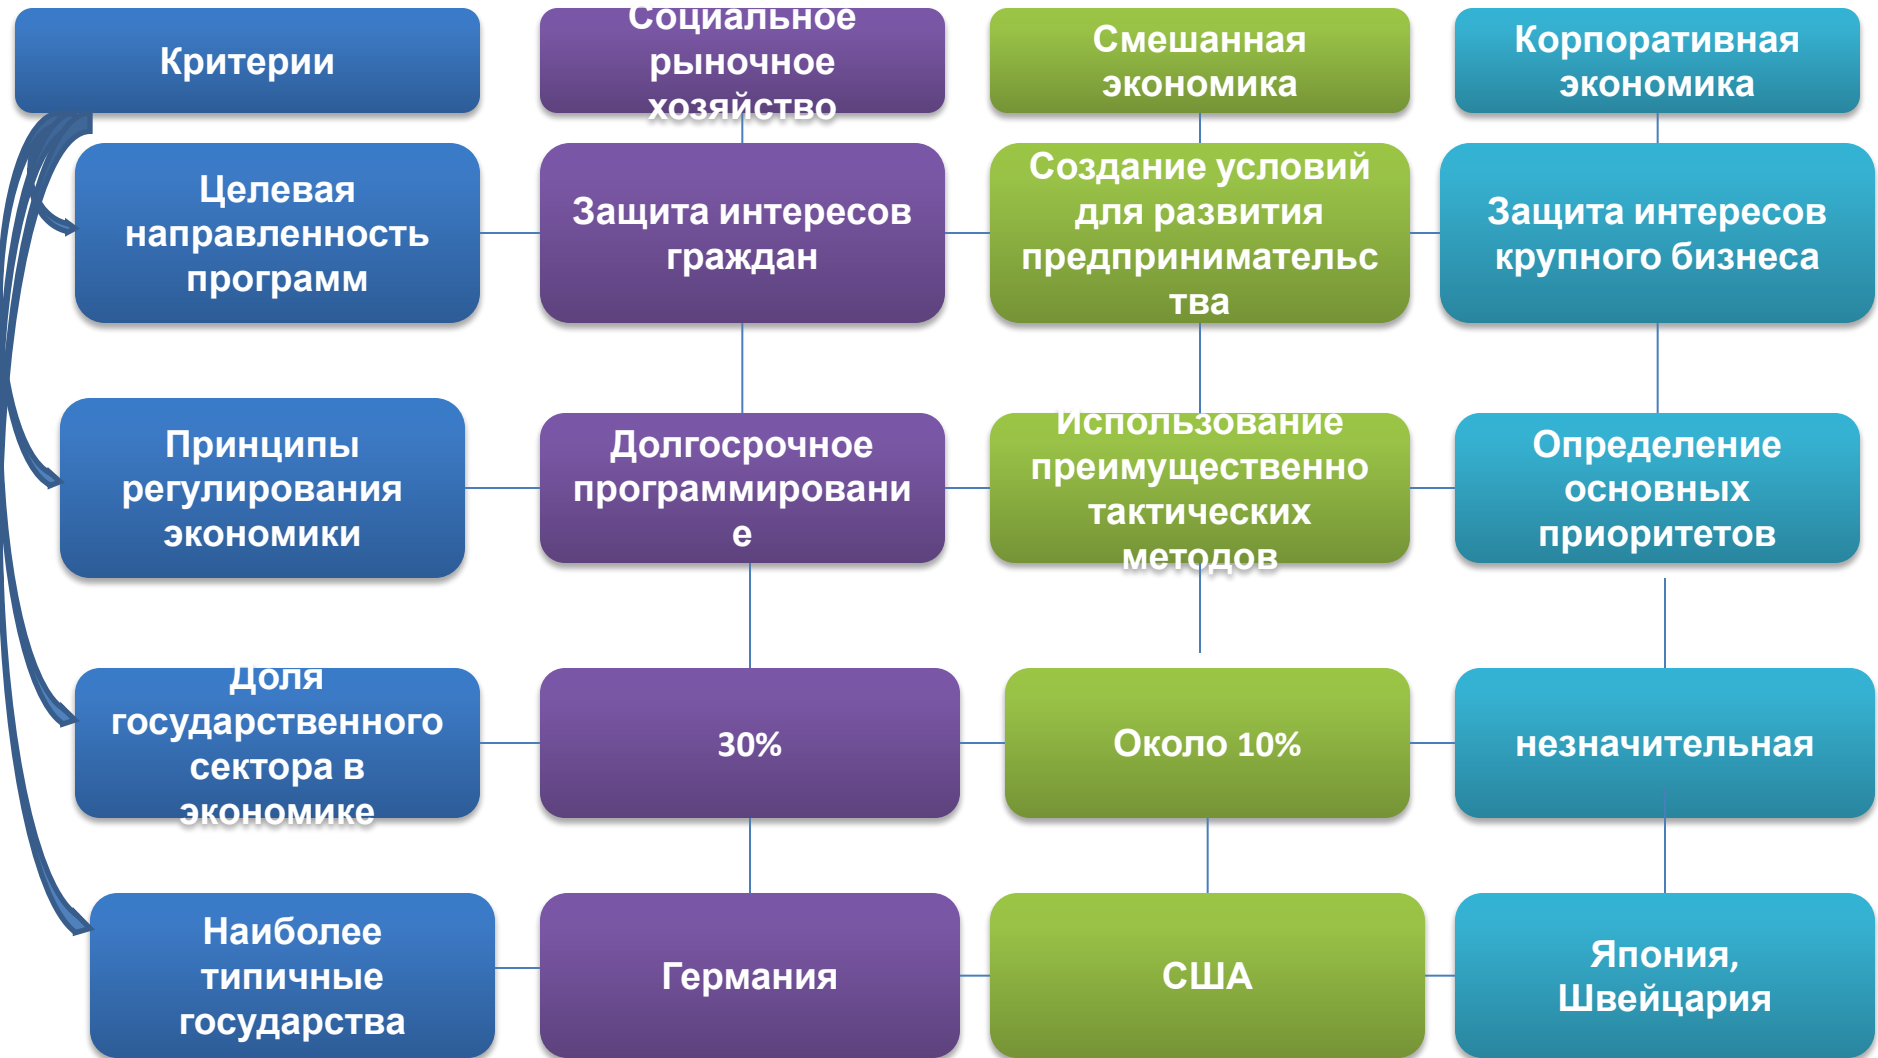 Критерии
Социальное
рыночное
хозяйство
Смешанная
экономика
Корпоративная
экономика
Целевая
направленность
программ
Защита интересов
граждан
Создание условий
для развития
предпринимательс
тва
Защита интересов
крупного бизнеса
Принципы
регулирования
экономики
Долгосрочное
программировани
е
Использование
преимущественно
тактических
методов
Определение
основных
приоритетов
Доля
государственного
сектора в
экономике
30%
Около 10%
незначительная
Наиболее
типичные
государства
Германия
США
Япония,
Швейцария